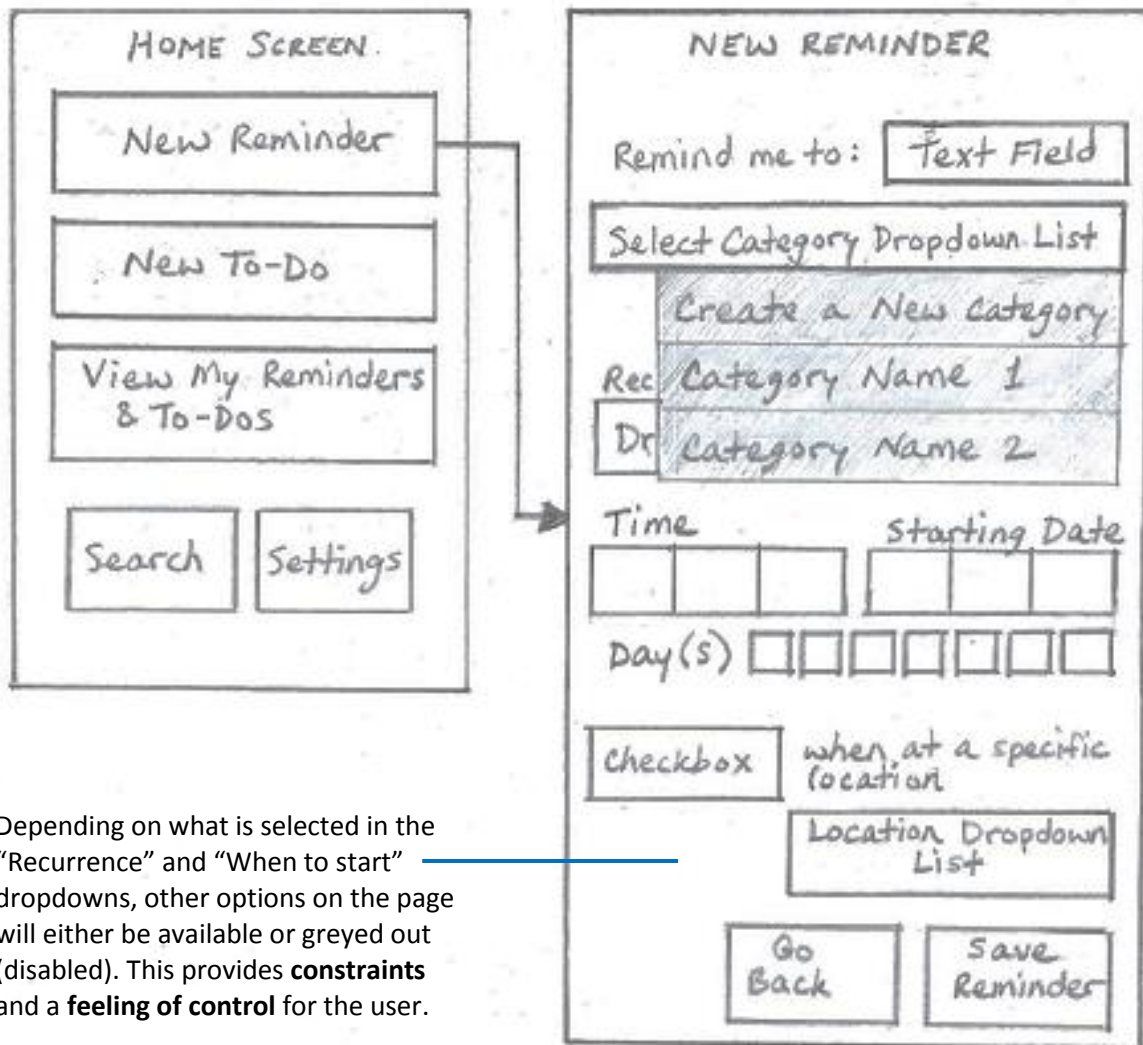 HOME SCREEN.
New Reminder
New To-Do
View My Reminders
& To-Dos
Search
Settings
Depending on what is selected in the
“Recurrence” and “When to start”
dropdowns, other options on the page
will either be available or greyed out
(disabled). This provides constraints
and a feeling of control for the user.
NEW REMINDER
Remind me to: Text Field
Select Category Dropdown List
Create a New Category
Rec Category Name 1
Dr Category Name 2
Time Starting Date
Day(s)
Checkbox when at a specific
location
Location Dropdown
List
Go
Back
Save
Reminder